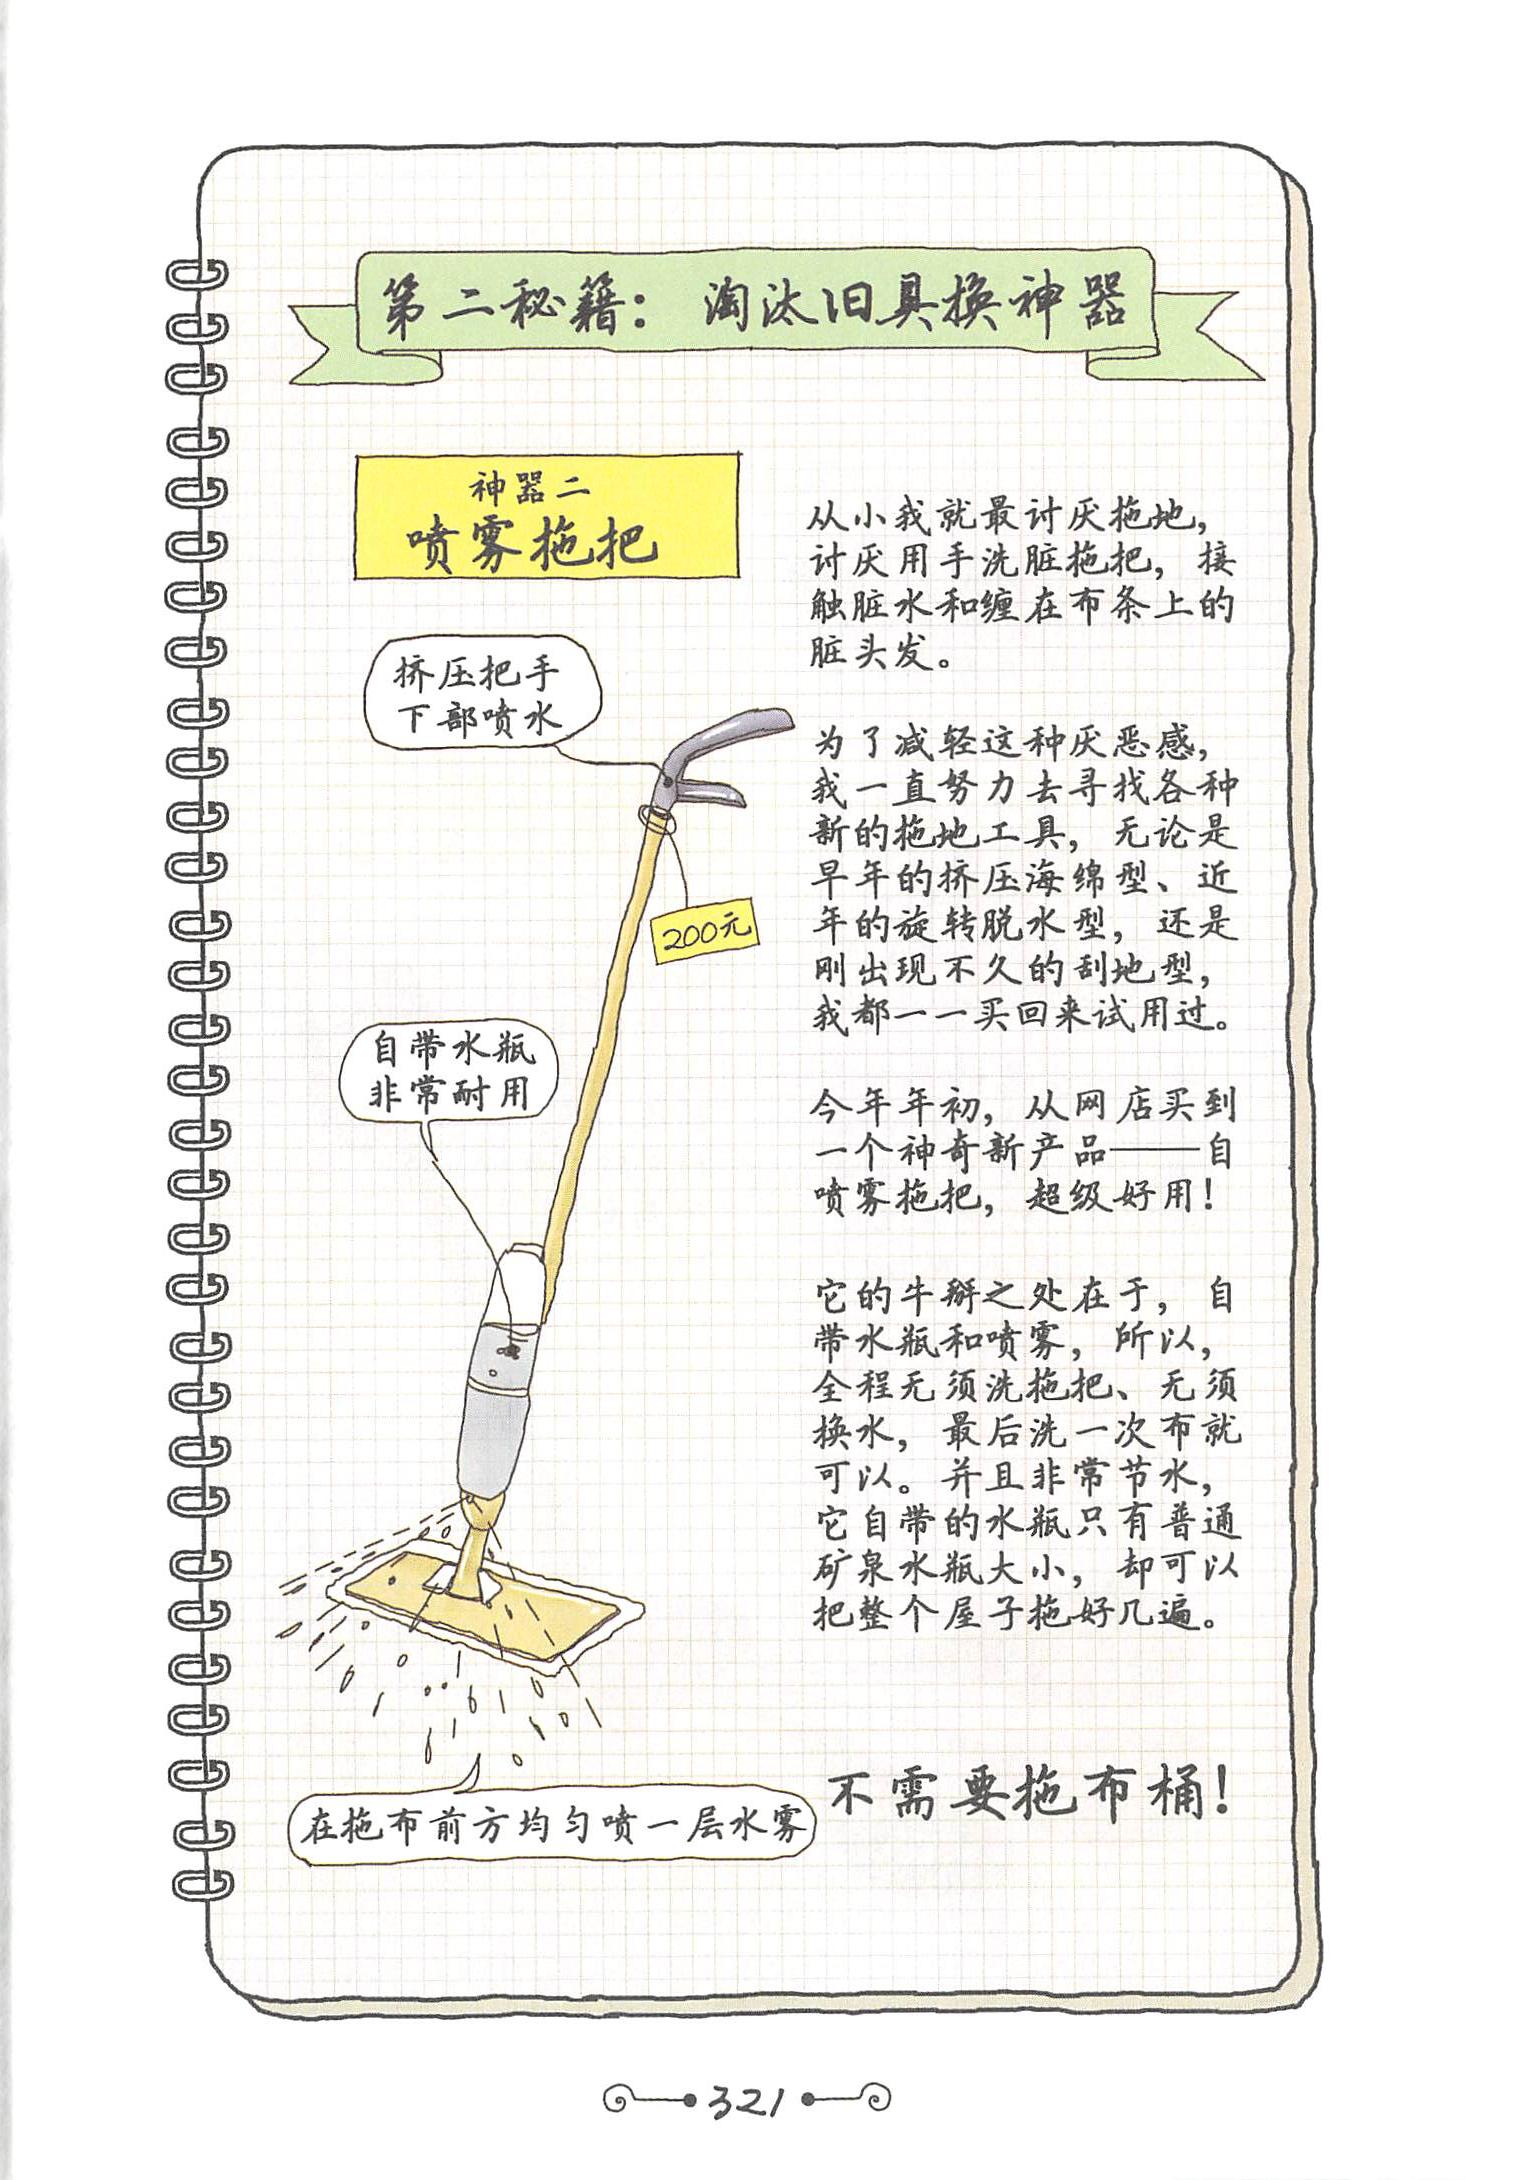 第二秘籍：淘汰旧具换神器
神器二
喷雾拖把
挤压把手
下部喷水
200元
自带水瓶
非常耐用
在拖布前方均匀喷一层水雾
从小我就最讨厌拖地，
讨厌用手洗脏拖把，接
触脏水和缠在布条上的
脏头发。
为了减轻这种厌恶感，
我一直努力去寻找各种
新的拖地工具，无论是
早年的挤压海绵型、近
年的旋转脱水型，还是
刚出现不久的刮地型，
我都一一买回来试用过。
今年年初，从网店买到
一个神奇新产品——自
喷雾拖把，超级好用！
它的牛掰之处在于，自
带水瓶和喷雾，所以，
全程无须洗拖把、无须
换水，最后洗一次布就
可以。并且非常节水，
它自带的水瓶只有普通
矿泉水瓶大小，却可以
把整个屋子拖好几遍。
不需要拖布桶！
321